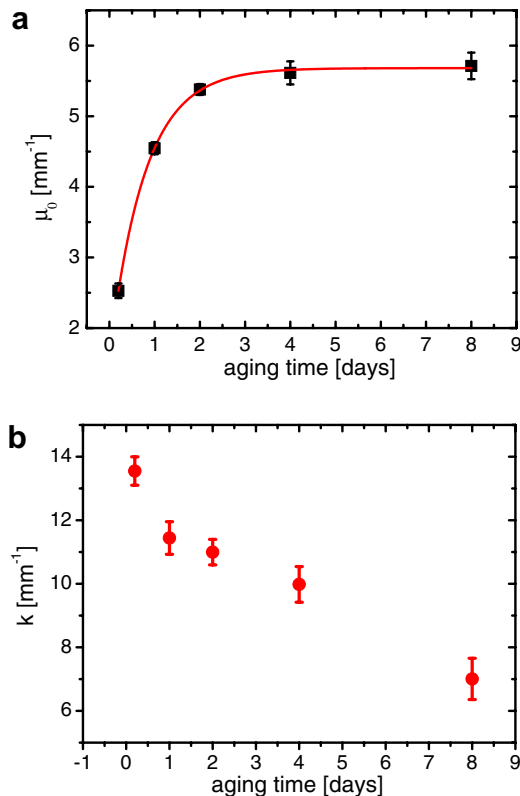 a
6
5
4
3
2
μ0 [mm-1]
0 1 2 3 4 5 6 7 8 9
aging time [days]
b
14
12
10
8
6
k [mm-1]
-1 0 1 2 3 4 5 6 7 8 9
aging time [days]